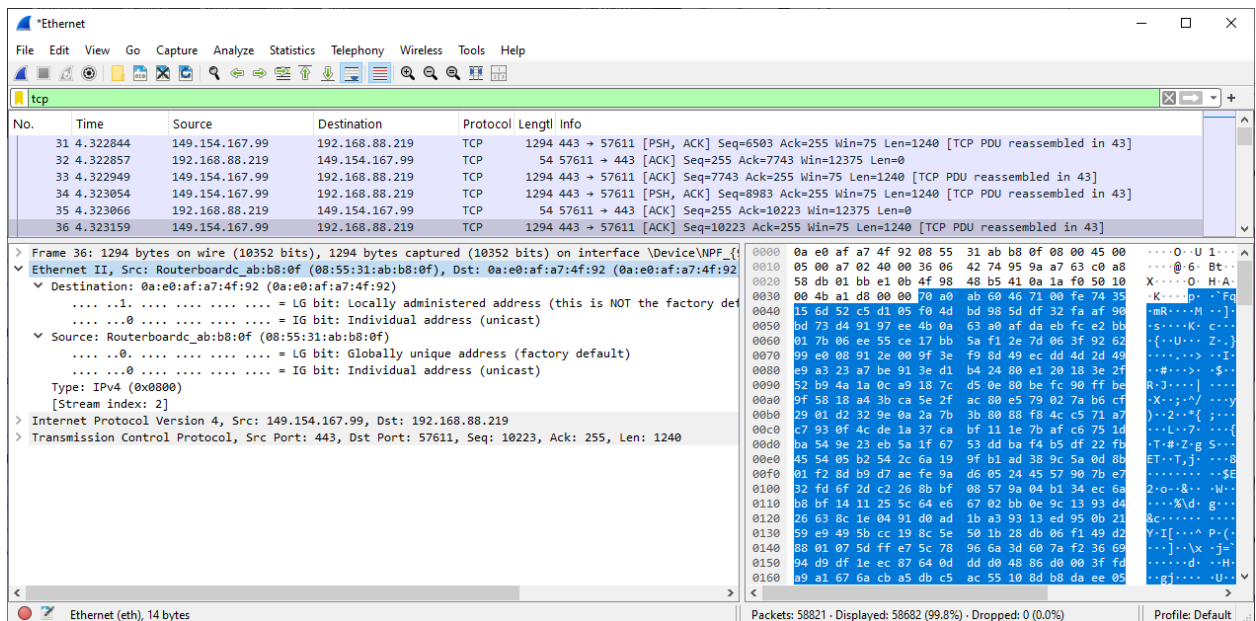 *Ethernet
File Edit View Go Capture Analyze Statistics Telephony Wireless Tools Help
tcp
No. Time Source Destination Protocol Lengtl Info
31 4.322844 149.154.167.99 192.168.88.219 TCP 1294 443 → 57611 [PSH, ACK] Seq=6503 Ack=255 Win=75 Len=1240 [TCP PDU reassembled in 43]
32 4.322857 192.168.88.219 149.154.167.99 TCP 54 57611 → 443 [ACK] Seq=255 Ack=7743 Win=12375 Len=0
33 4.322949 149.154.167.99 192.168.88.219 TCP 1294 443 → 57611 [ACK] Seq=7743 Ack=255 Win=75 Len=1240 [TCP PDU reassembled in 43]
34 4.323054 149.154.167.99 192.168.88.219 TCP 1294 443 → 57611 [PSH, ACK] Seq=8983 Ack=255 Win=75 Len=1240 [TCP PDU reassembled in 43]
35 4.323066 192.168.88.219 149.154.167.99 TCP 54 57611 → 443 [ACK] Seq=255 Ack=10223 Win=12375 Len=0
36 4.323159 149.154.167.99 192.168.88.219 TCP 1294 443 → 57611 [ACK] Seq=10223 Ack=255 Win=75 Len=1240 [TCP PDU reassembled in 43]
Frame 36: 1294 bytes on wire (10352 bits), 1294 bytes captured (10352 bits) on interface \Device\NPF_{
Ethernet II, Src: Routerboardc_ab:b8:0f (08:55:31:ab:b8:0f), Dst: 0a:e0:af:a7:4f:92 (0a:e0:af:a7:4f:92
Destination: 0a:e0:af:a7:4f:92 (0a:e0:af:a7:4f:92)
.... ..1. .... .... .... .... = LG bit: Locally administered address (this is NOT the factory def
.... ...0 .... .... .... .... = IG bit: Individual address (unicast)
Source: Routerboardc_ab:b8:0f (08:55:31:ab:b8:0f)
.... ..0. .... .... .... .... = LG bit: Globally unique address (factory default)
.... ...0 .... .... .... .... = IG bit: Individual address (unicast)
Type: IPv4 (0x0800)
[Stream index: 2]
Internet Protocol Version 4, Src: 149.154.167.99, Dst: 192.168.88.219
Transmission Control Protocol, Src Port: 443, Dst Port: 57611, Seq: 10223, Ack: 255, Len: 1240
0000 0a e0 af a7 4f 92 08 55 31 ab b8 0f 08 00 45 00 ····O··U 1···
0010 05 00 a7 02 40 00 36 06 42 74 95 9a a7 63 c0 a8 ····@·6· Bt··
0020 58 db 01 bb e1 0b 4f 98 48 b5 41 0a 1a f0 50 10 X·····O· H·A·
0030 00 4b a1 d8 00 00 70 a0 ab 60 46 71 00 fe 74 35 ·K····p· ·`Fq
0040 15 6d 52 c5 d1 05 f0 4d bd 98 5d df 32 fa af 90 ·mR····M ··]·
0050 bd 73 d4 91 97 ee 4b 0a 63 a0 af da eb fc e2 bb ·s····K· c···
0060 01 7b 06 ee 55 ce 17 bb 5a f1 2e 7d 06 3f 92 62 ·{··U··· Z·.}
0070 99 e0 08 91 2e 00 9f 3e f9 8d 49 ec dd 4d 2d 49 ····.··> ··I·
0080 e9 a3 23 a7 be 91 3e d1 b4 24 80 e1 20 18 3e 2f ··#···>· ·$··
0090 52 b9 4a 1a 0c a9 18 7c d5 0e 80 be fc 90 ff be R·J····| ····
00a0 9f 58 18 a4 3b ca 5e 2f ac 80 e5 79 02 7a b6 cf ·X··;·^/ ···y
00b0 29 01 d2 32 9e 0a 2a 7b 3b 80 88 f8 4c c5 71 a7 )··2··*{ ;···
00c0 c7 93 0f 4c de 1a 37 ca bf 11 1e 7b af c6 75 1d ···L··7· ···{
00d0 ba 54 9e 23 eb 5a 1f 67 53 dd ba f4 b5 df 22 fb ·T·#·Z·g S···
00e0 45 54 05 b2 54 2c 6a 19 9f b1 ad 38 9c 5a 0d 8b ET··T,j· ···8
00f0 01 f2 8d b9 d7 ae fe 9a d6 05 24 45 57 90 7b e7 ········ ··$E
0100 32 fd 6f 2d c2 26 8b bf 08 57 9a 04 b1 34 ec 6a 2·o-·&·· ·W··
0110 b8 bf 14 11 25 5c 64 e6 67 02 bb 0e 9c 13 93 d4 ····%\d· g···
0120 26 63 8c 1e 04 91 d0 ad 1b a3 93 13 ed 95 0b 21 &c······ ····
0130 59 e9 49 5b cc 19 8c 5e 50 1b 28 db 06 f1 49 d2 Y·I[···^ P·(·
0140 88 01 07 5d ff e7 5c 78 96 6a 3d 60 7a f2 36 69 ···]··\x ·j=`
0150 94 d9 df 1e ec 87 64 0d dd d0 48 86 d0 00 3f fd ······d· ··H·
0160 a9 a1 67 6a cb a5 db c5 ac 55 10 8d b8 da ee 05 ··gj···· ·U··
Ethernet (eth), 14 bytes Packets: 58821 · Displayed: 58682 (99.8%) · Dropped: 0 (0.0%) Profile: Default